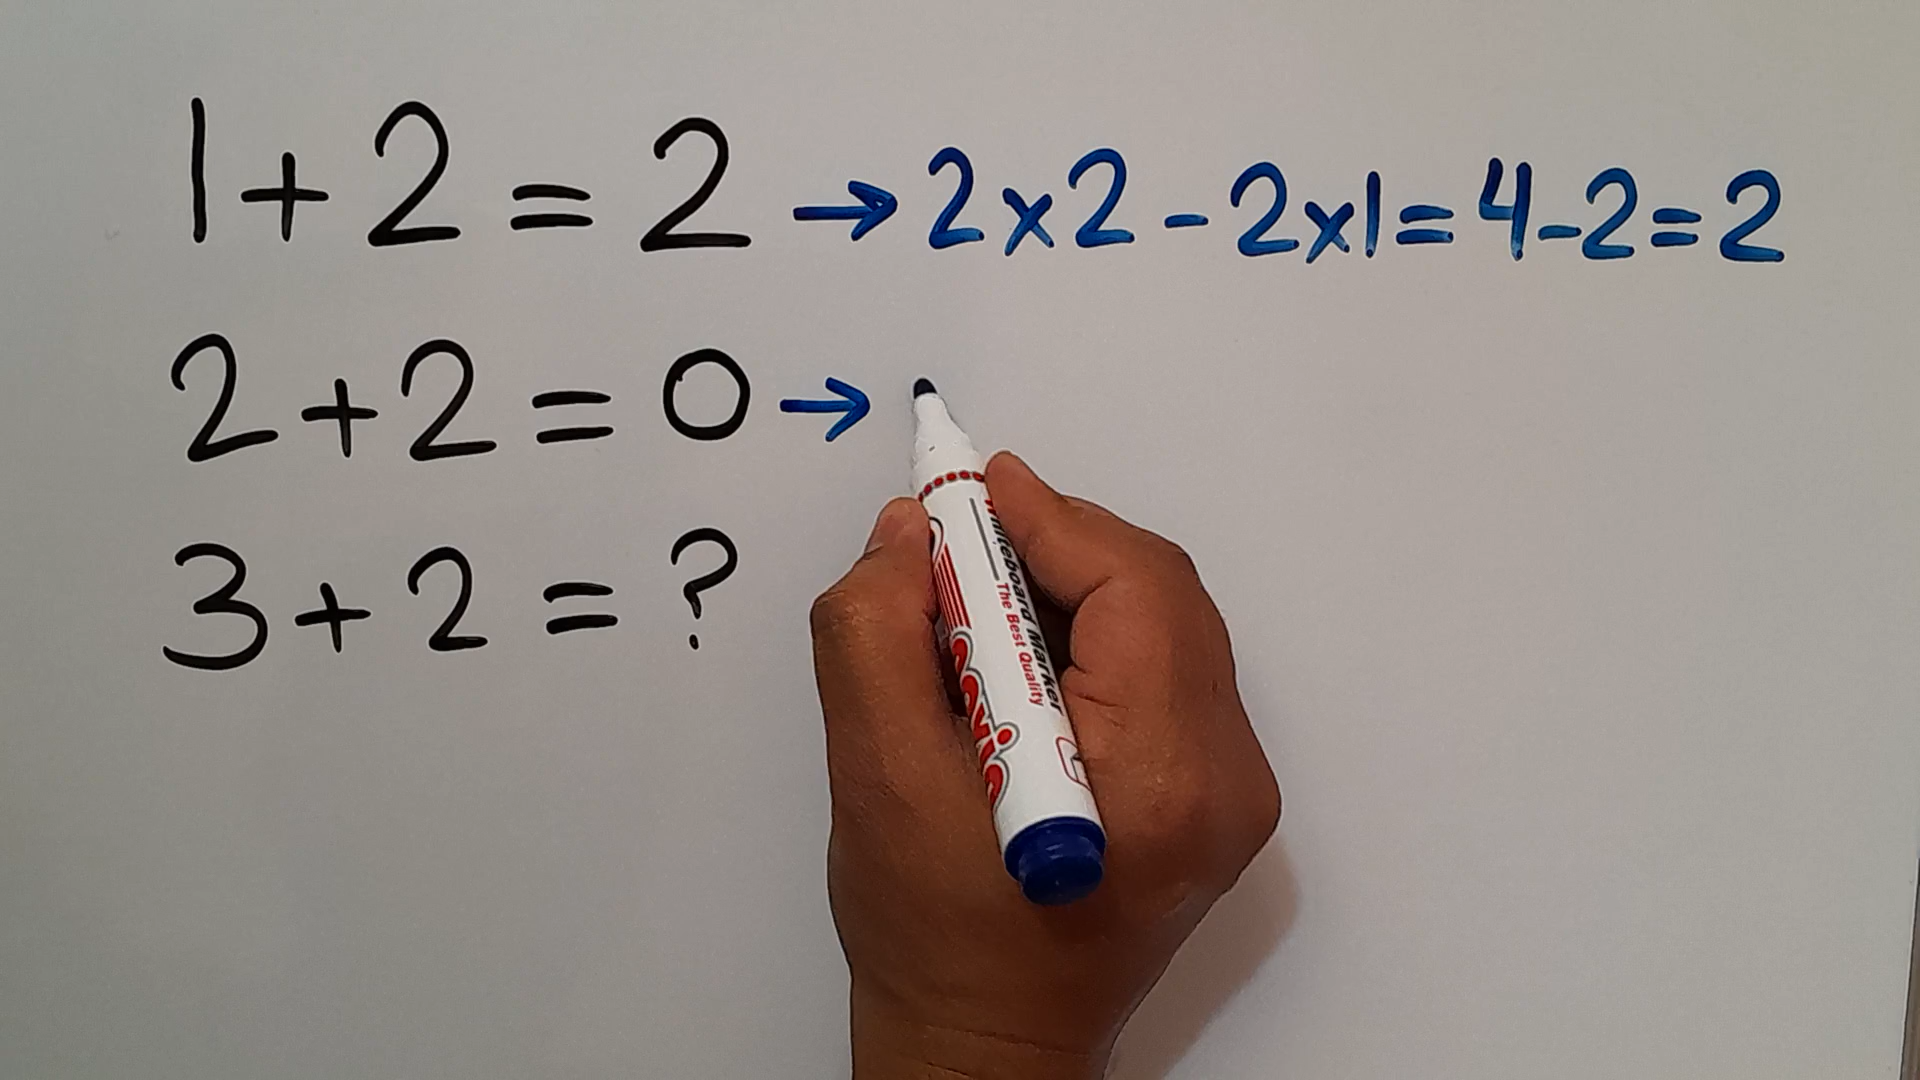 1+2=2→2x2-2x1=4-2=2
2+2=0→
3+2=?
Whiteboard Marker
The Best Quality